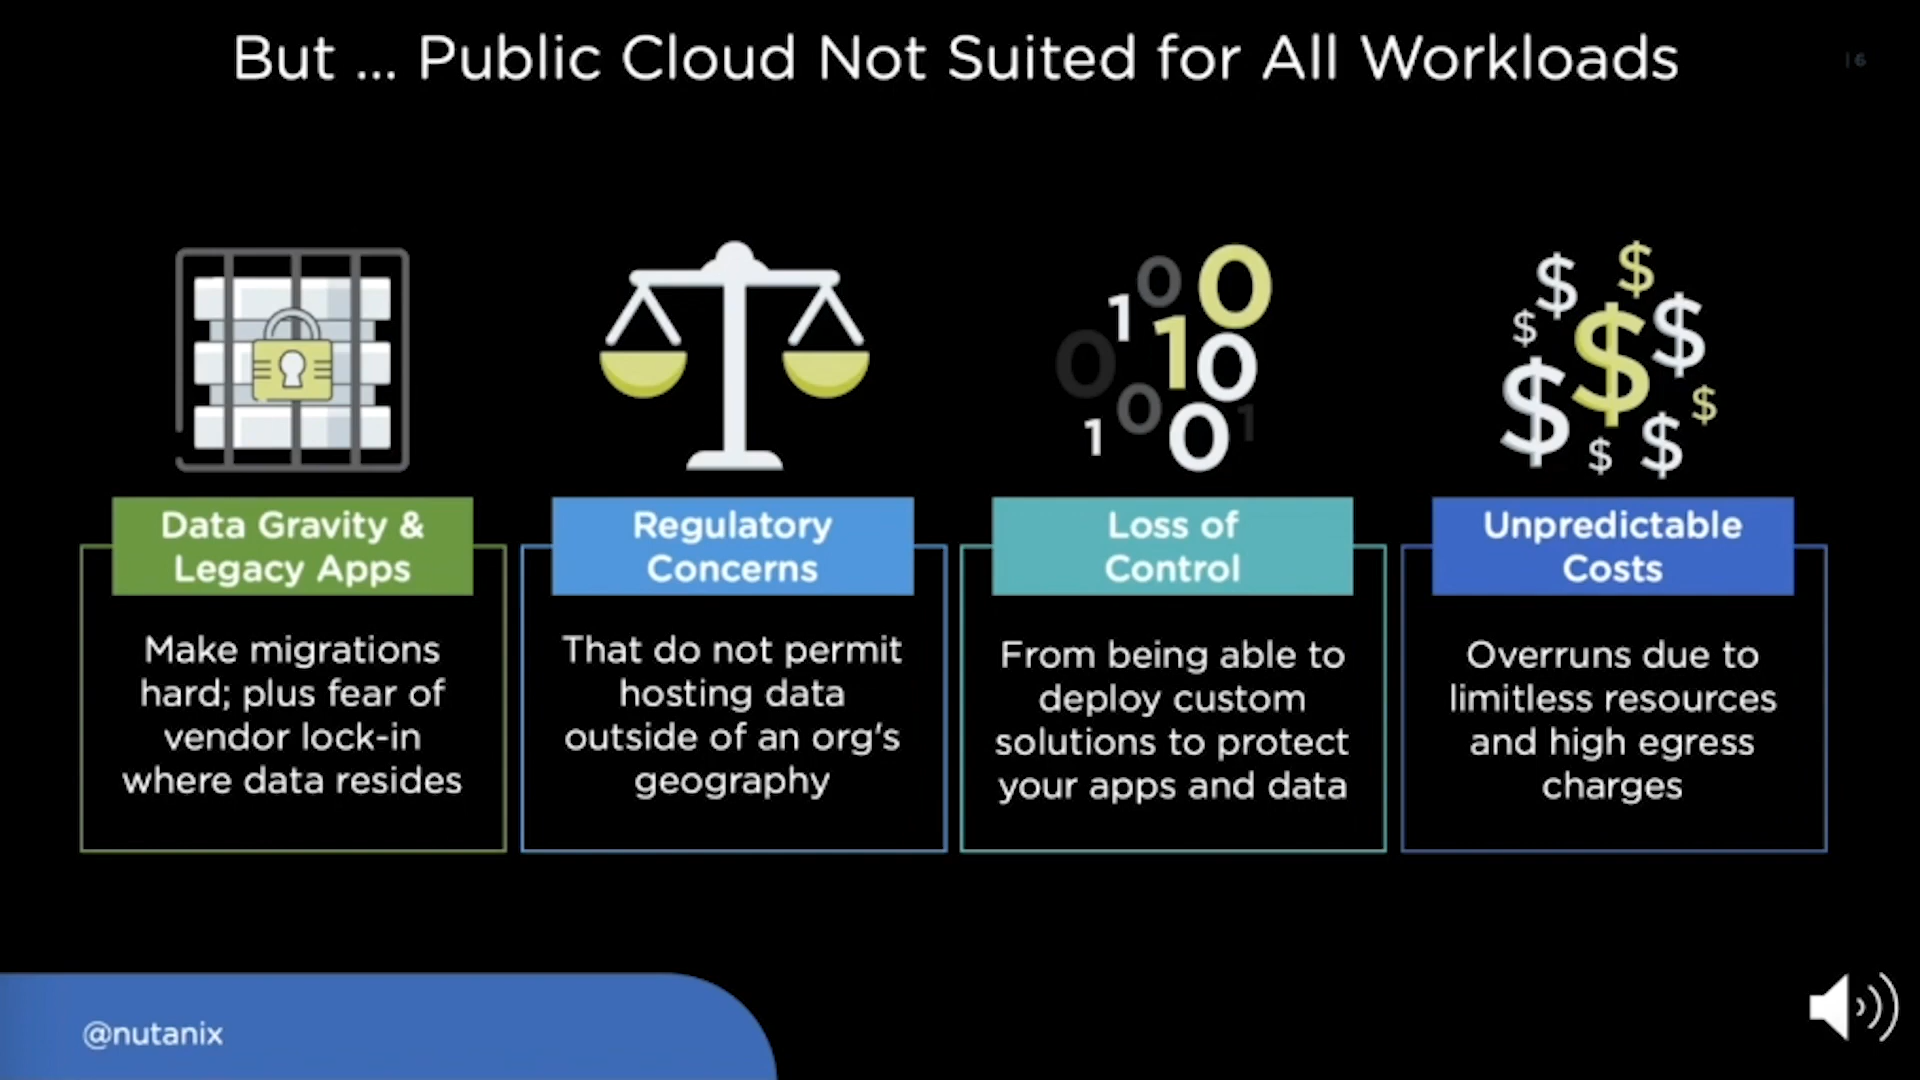 But ... Public Cloud Not Suited for All Workloads
| 6
Data Gravity &
Legacy Apps
Make migrations
hard; plus fear of
vendor lock-in
where data resides
Regulatory
Concerns
That do not permit
hosting data
outside of an org's
geography
Loss of
Control
From being able to
deploy custom
solutions to protect
your apps and data
Unpredictable
Costs
Overruns due to
limitless resources
and high egress
charges
@nutanix